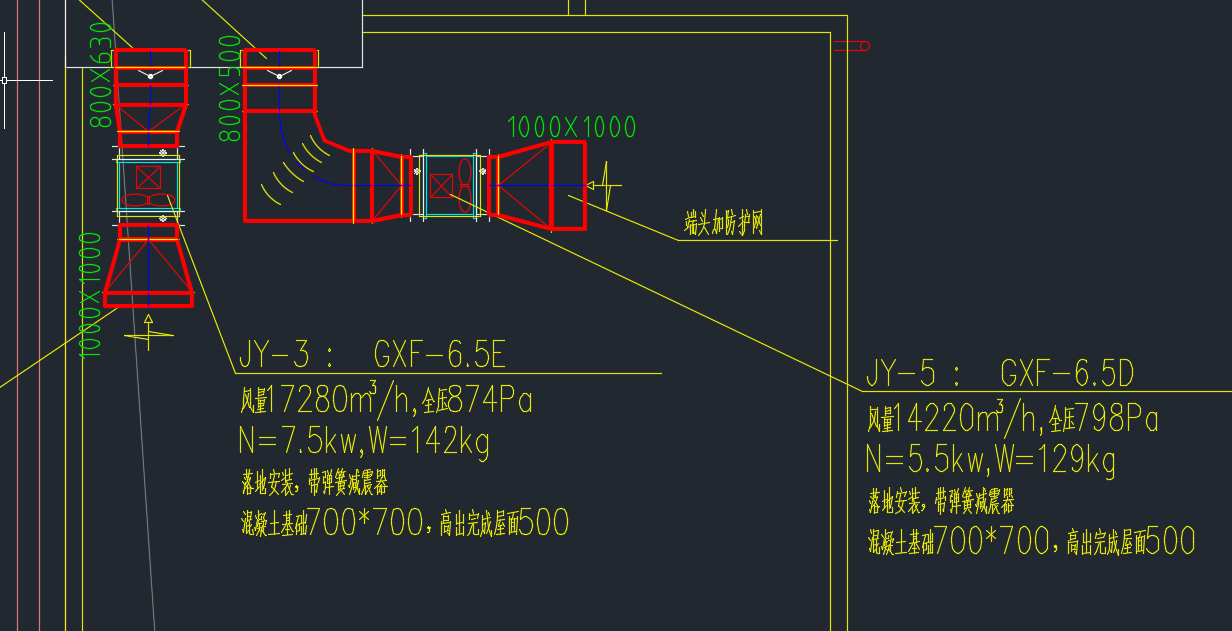 800X630
800X500
1000X1000
端头加防护网
1000X1000
JY-3： GXF-6.5E
风量17280m³/h,全压874Pa
N=7.5kw,W=142kg
落地安装，带弹簧减震器
混凝土基础700*700，高出完成屋面500
JY-5： GXF-6.5D
风量14220m³/h,全压798Pa
N=5.5kw,W=129kg
落地安装，带弹簧减震器
混凝土基础700*700，高出完成屋面500